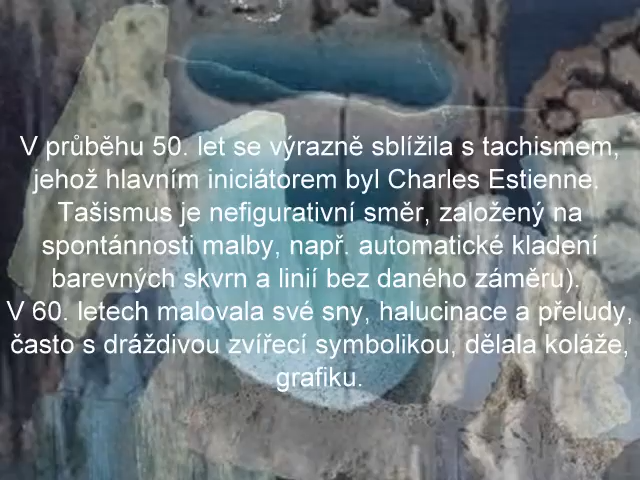 V průběhu 50. let se výrazně sblížila s tachismem,
jehož hlavním iniciátorem byl Charles Estienne.
Tašismus je nefigurativní směr, založený na
spontánnosti malby, např. automatické kladení
barevných skvrn a linií bez daného záměru).
V 60. letech malovala své sny, halucinace a přeludy,
často s dráždivou zvířecí symbolikou, dělala koláže,
grafiku.